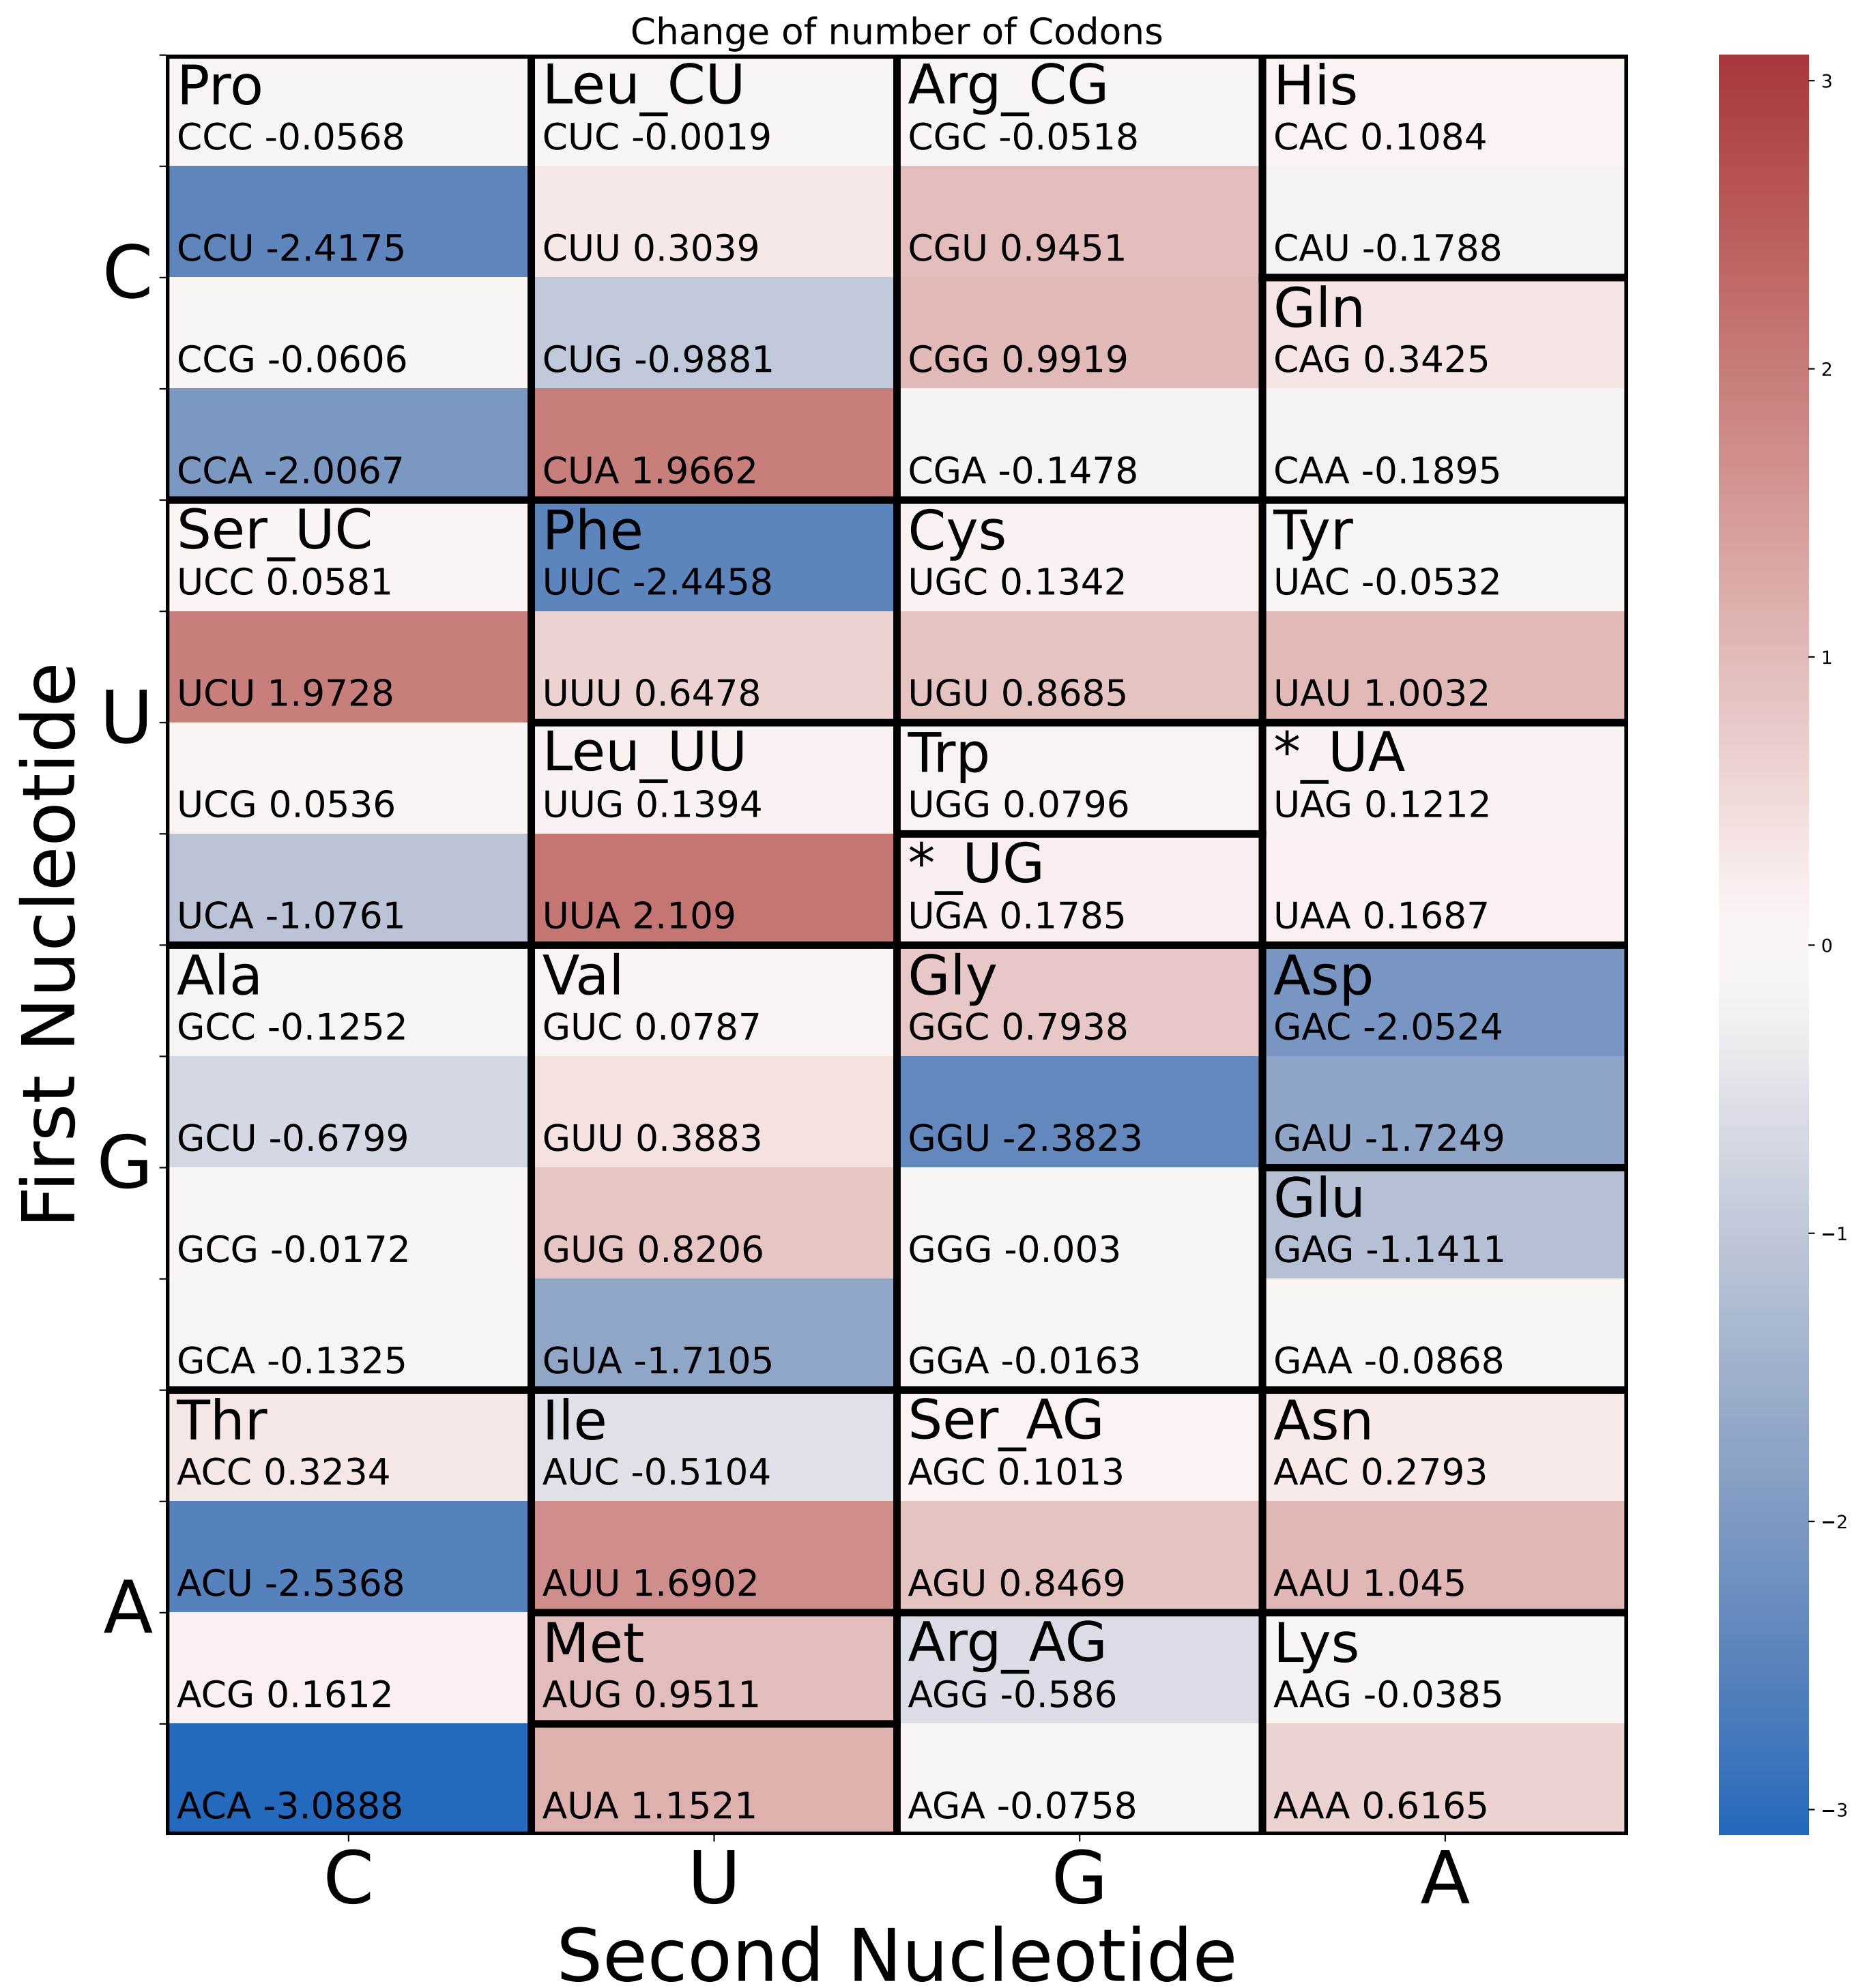 Change of number of Codons
Pro
CCC -0.0568
CCU -2.4175
CCG -0.0606
CCA -2.0067
Leu_CU
CUC -0.0019
CUU 0.3039
CUG -0.9881
CUA 1.9662
Arg_CG
CGC -0.0518
CGU 0.9451
CGG 0.9919
CGA -0.1478
His
CAC 0.1084
CAU -0.1788
Gln
CAG 0.3425
CAA -0.1895
Ser_UC
UCC 0.0581
UCU 1.9728
UCG 0.0536
UCA -1.0761
Phe
UUC -2.4458
UUU 0.6478
Leu_UU
UUG 0.1394
UUA 2.109
Cys
UGC 0.1342
UGU 0.8685
Trp
UGG 0.0796
*_UG
UGA 0.1785
Tyr
UAC -0.0532
UAU 1.0032
*_UA
UAG 0.1212
UAA 0.1687
Ala
GCC -0.1252
GCU -0.6799
GCG -0.0172
GCA -0.1325
Val
GUC 0.0787
GUU 0.3883
GUG 0.8206
GUA -1.7105
Gly
GGC 0.7938
GGU -2.3823
GGG -0.003
GGA -0.0163
Asp
GAC -2.0524
GAU -1.7249
Glu
GAG -1.1411
GAA -0.0868
Thr
ACC 0.3234
ACU -2.5368
ACG 0.1612
ACA -3.0888
Ile
AUC -0.5104
AUU 1.6902
Met
AUG 0.9511
AUA 1.1521
Ser_AG
AGC 0.1013
AGU 0.8469
Arg_AG
AGG -0.586
AGA -0.0758
Asn
AAC 0.2793
AAU 1.045
Lys
AAG -0.0385
AAA 0.6165
First Nucleotide
C
U
G
A
C
U
G
A
Second Nucleotide
3
2
1
0
−1
−2
−3